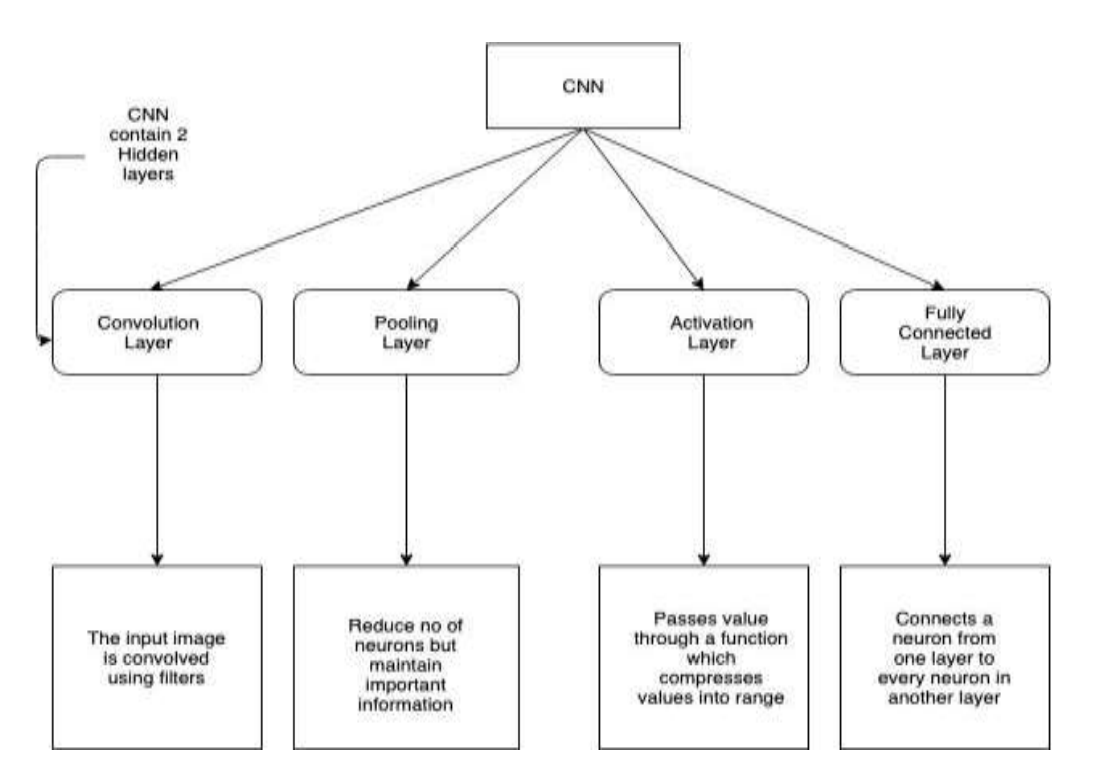 CNN
CNN
contain 2
Hidden
layers
Convolution
Layer
Pooling
Layer
Activation
Layer
Fully
Connected
Layer
The input image
is convolved
using filters
Reduce no of
neurons but
maintain
important
information
Passes value
through a function
which
compresses
values into range
Connects a
neuron from
one layer to
every neuron in
another layer